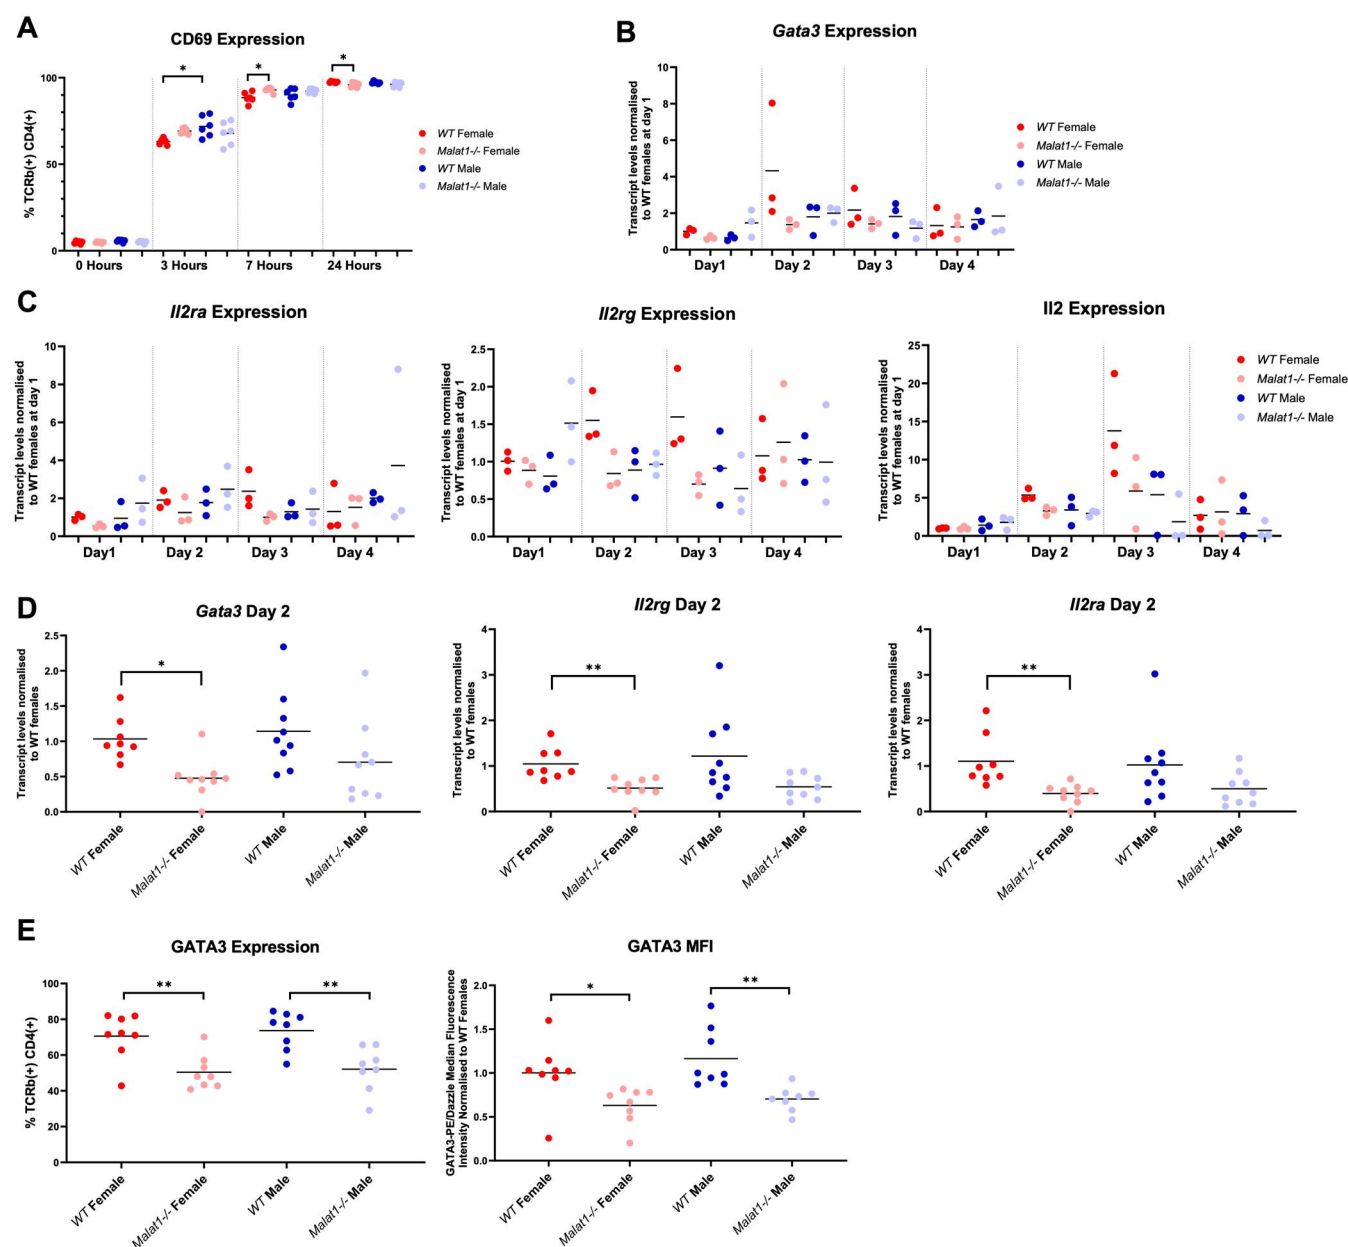 A
CD69 Expression
% TCRb(+) CD4(+)
100
50
0
*
*
*
0 Hours
3 Hours
7 Hours
24 Hours
WT Female
Malat1-/- Female
WT Male
Malat1-/- Male
B
Gata3 Expression
Transcript levels normalised
to WT females at day 1
10
8
6
4
2
0
Day1
Day 2
Day 3
Day 4
WT Female
Malat1-/- Female
WT Male
Malat1-/- Male
C
Il2ra Expression
Transcript levels normalised
to WT females at day 1
10
8
6
4
2
0
Day1
Day 2
Day 3
Day 4
Il2rg Expression
Transcript levels normalised
to WT females at day 1
2.5
2.0
1.5
1.0
0.5
0.0
Day1
Day 2
Day 3
Day 4
Il2 Expression
Transcript levels normalised
to WT females at day 1
25
20
15
10
5
0
Day1
Day 2
Day 3
Day 4
WT Female
Malat1-/- Female
WT Male
Malat1-/- Male
D
Gata3 Day 2
Transcript levels normalised
to WT females
2.5
2.0
1.5
1.0
0.5
0.0
*
WT Female
Malat1-/- Female
WT Male
Malat1-/- Male
Il2rg Day 2
Transcript levels normalised
to WT females
4
3
2
1
0
**
WT Female
Malat1-/- Female
WT Male
Malat1-/- Male
Il2ra Day 2
Transcript levels normalised
to WT females
4
3
2
1
0
**
WT Female
Malat1-/- Female
WT Male
Malat1-/- Male
E
GATA3 Expression
% TCRb(+) CD4(+)
100
80
60
40
20
0
**
**
WT Female
Malat1-/- Female
WT Male
Malat1-/- Male
GATA3 MFI
GATA3-PE/Dazzle Median Fluorescence
Intensity Normalised to WT Females
2.0
1.5
1.0
0.5
0.0
*
**
WT Female
Malat1-/- Female
WT Male
Malat1-/- Male